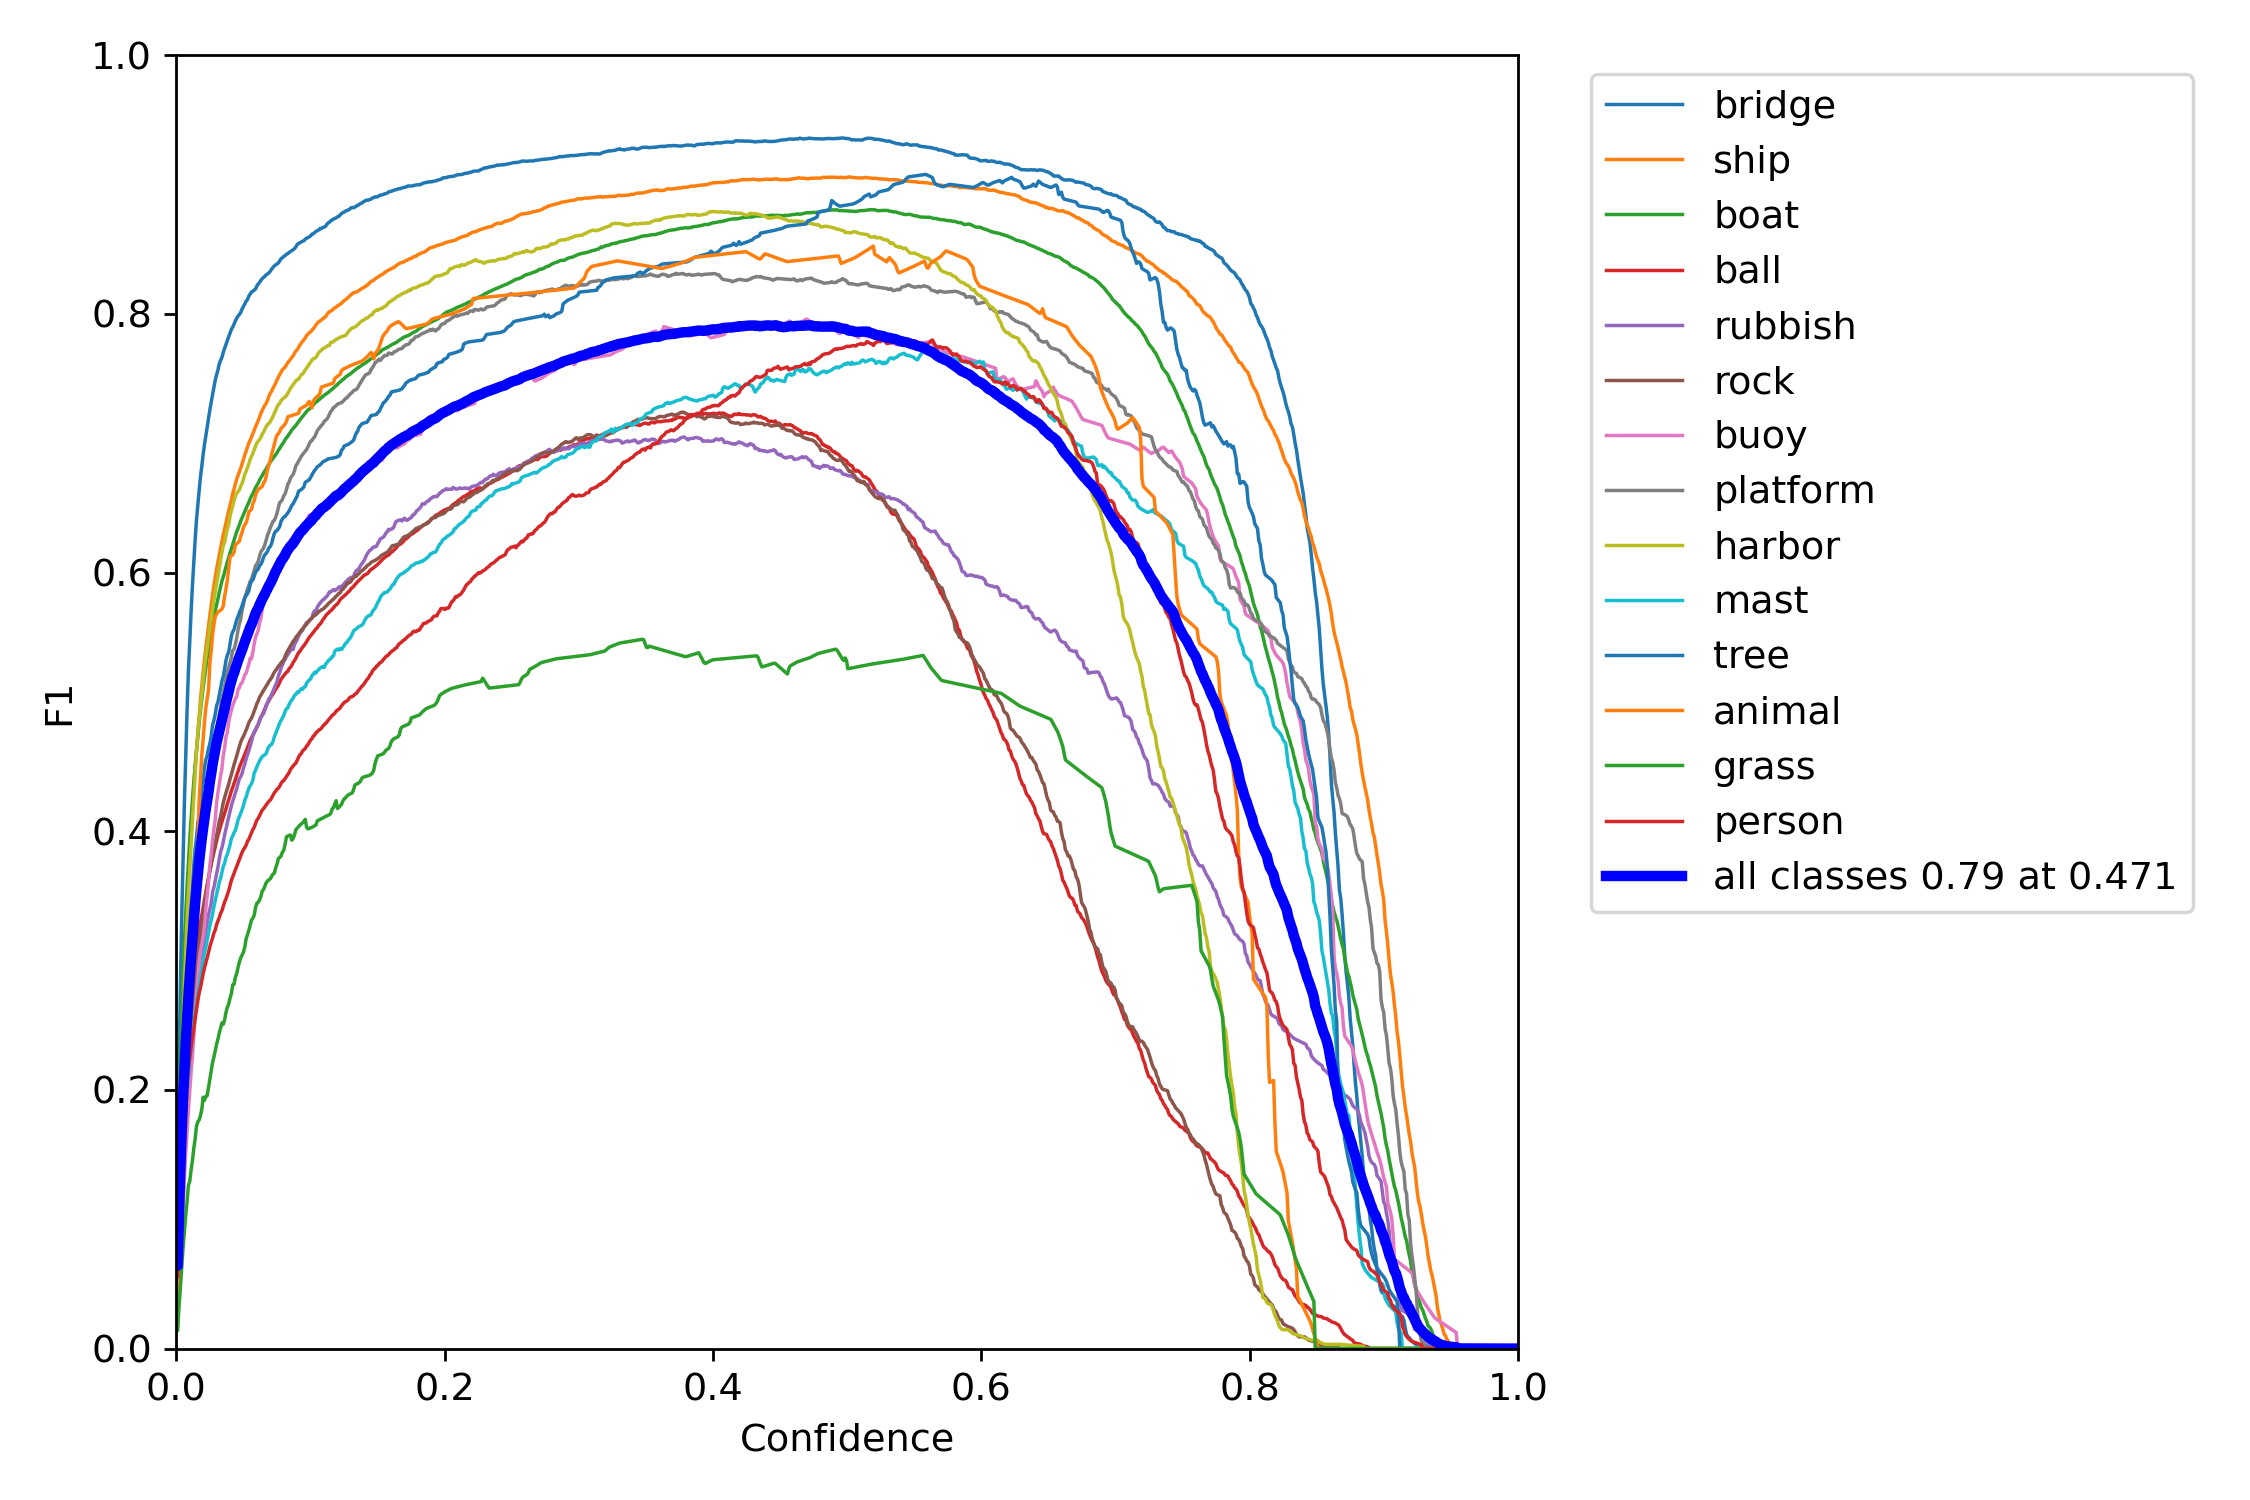 1.0
0.8
0.6
0.4
0.2
0.0
F1
0.0 0.2 0.4 0.6 0.8 1.0
Confidence
bridge
ship
boat
ball
rubbish
rock
buoy
platform
harbor
mast
tree
animal
grass
person
all classes 0.79 at 0.471